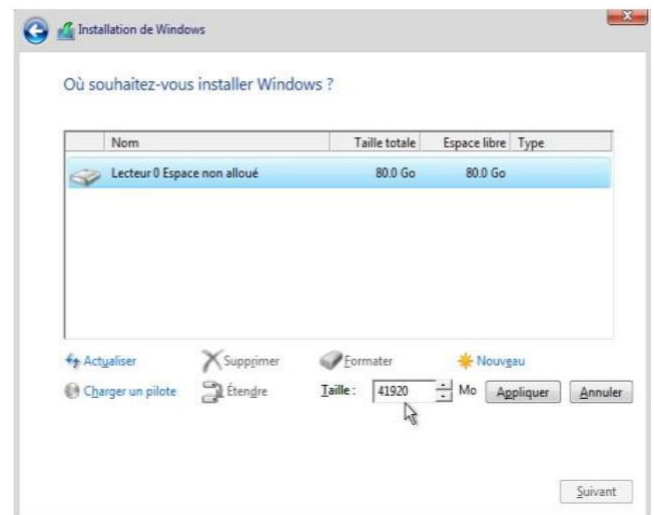 Installation de Windows
Où souhaitez-vous installer Windows ?
Nom Taille totale Espace libre Type
Lecteur 0 Espace non alloué 80.0 Go 80.0 Go
Actualiser Supprimer Formater Nouveau
Charger un pilote Étendre Taille : 41920 Mo Appliquer Annuler
Suivant